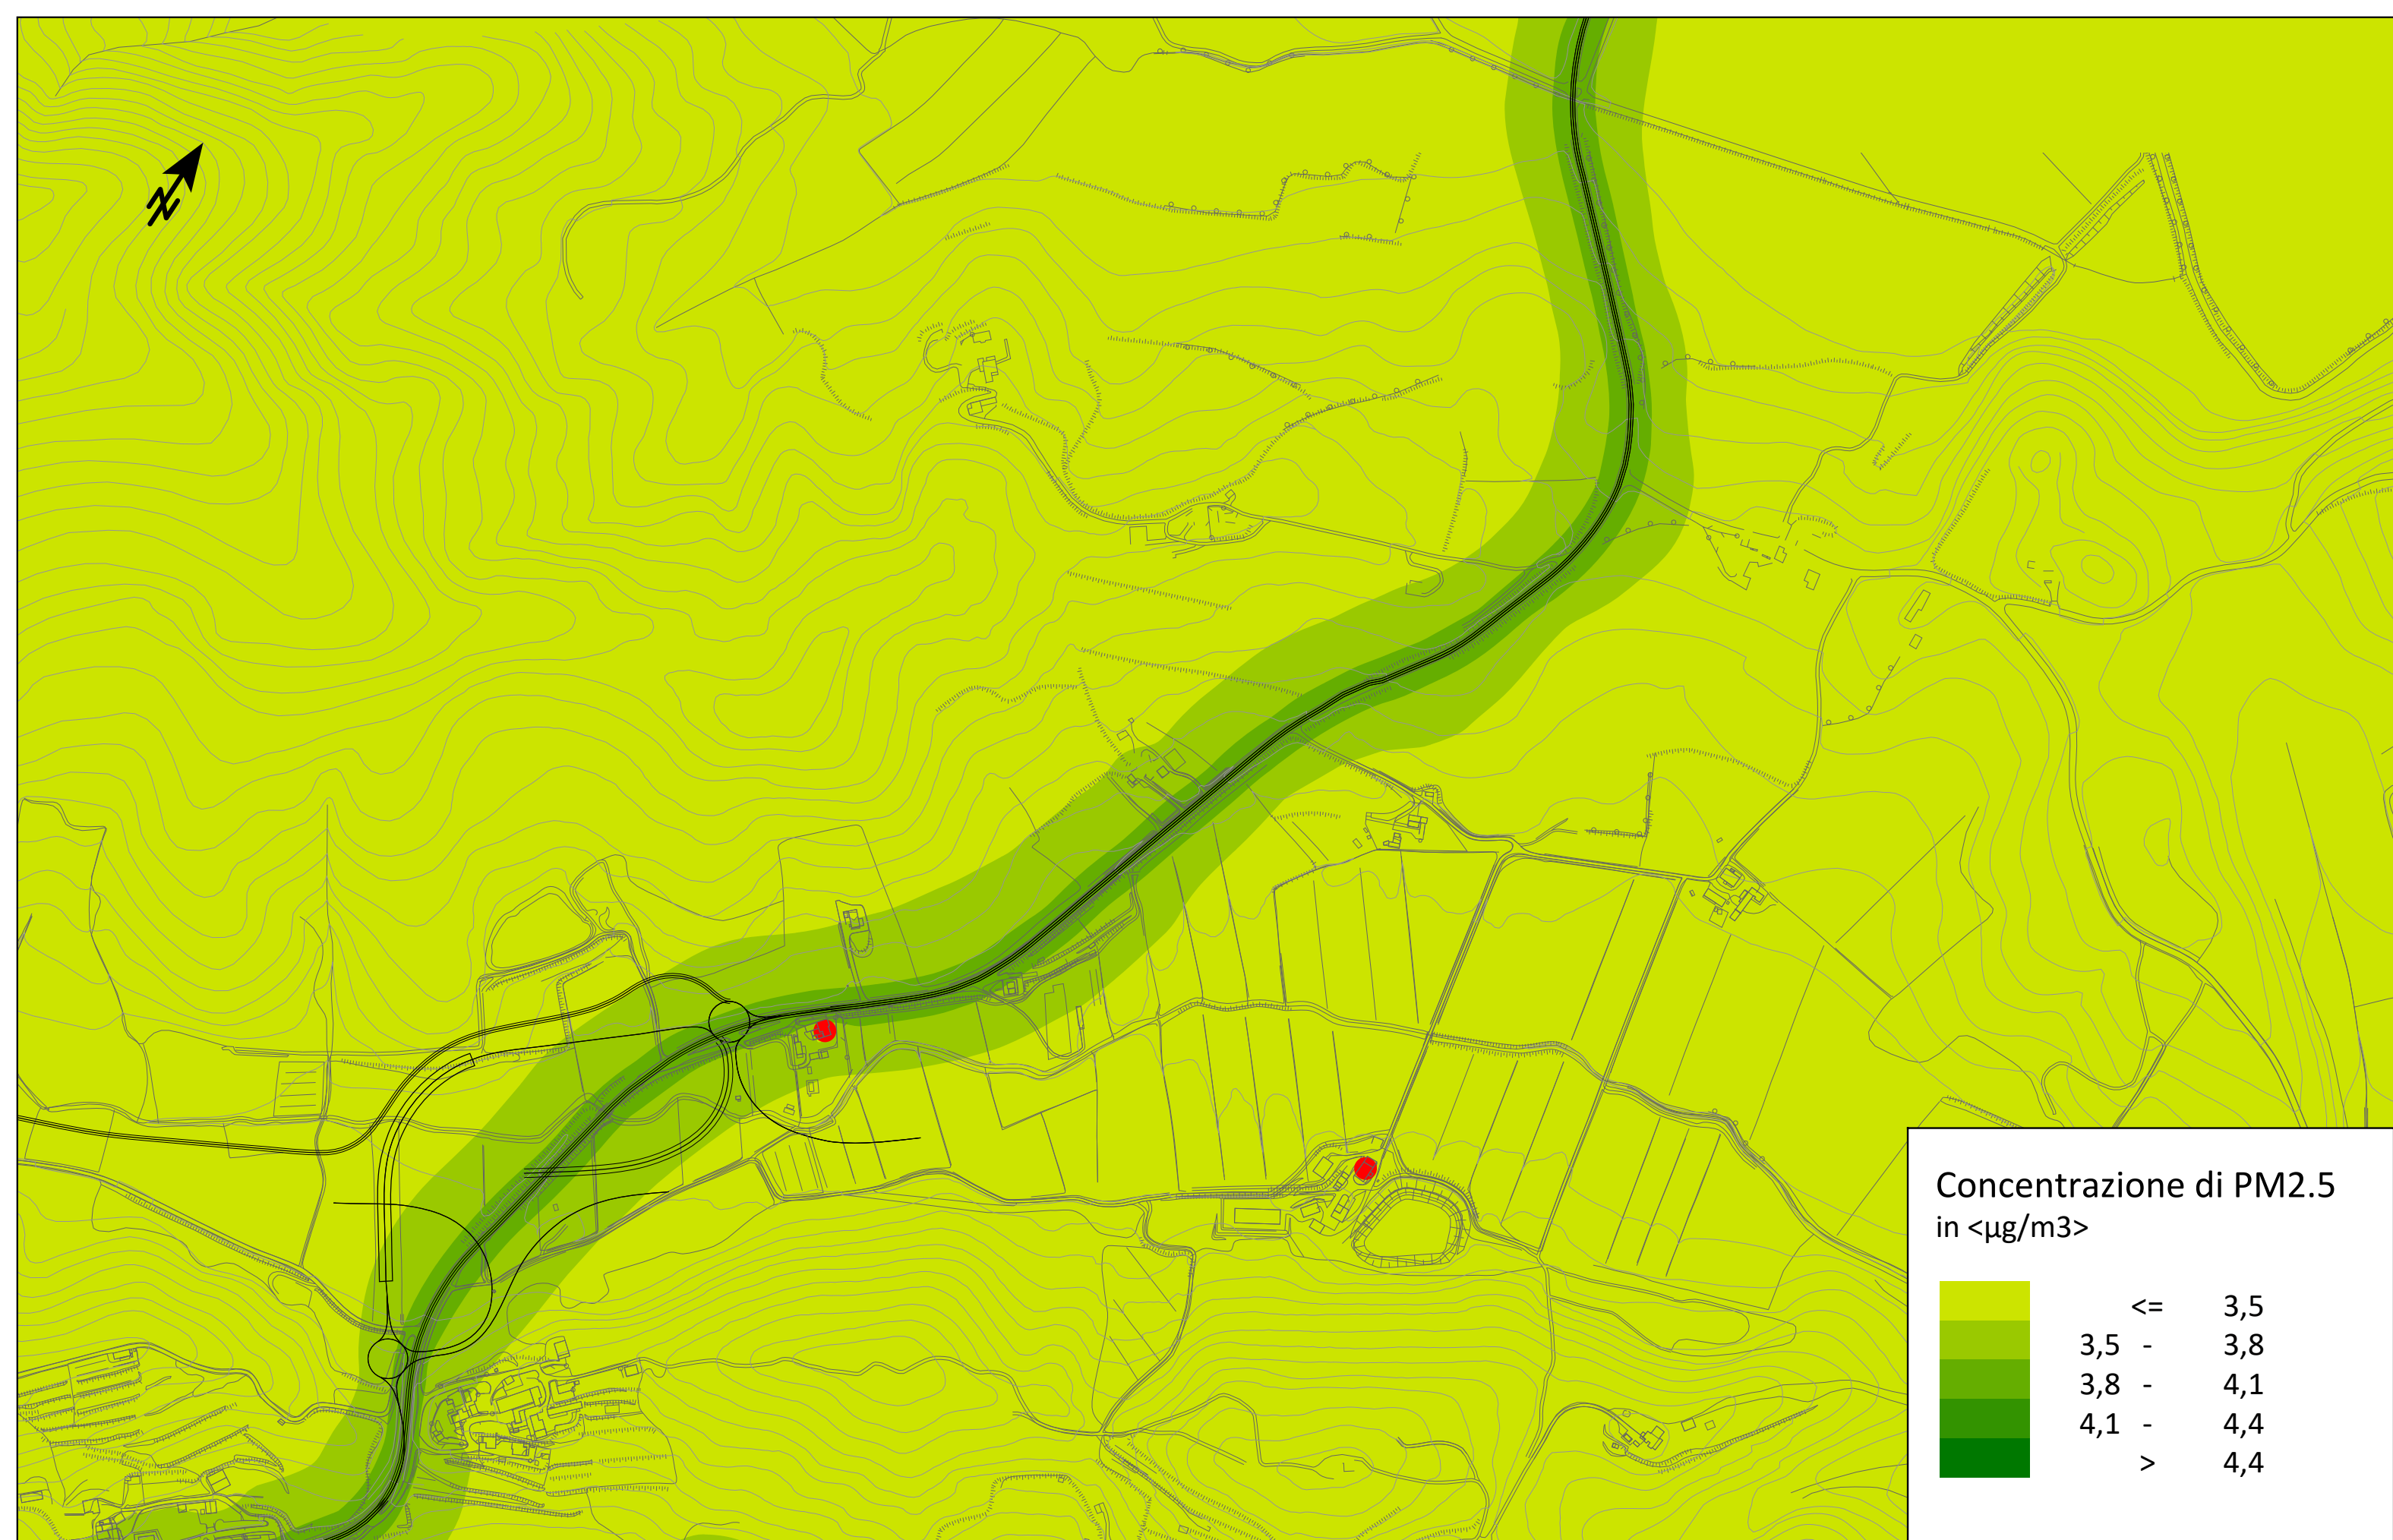 N
Concentrazione di PM2.5
in <µg/m3>
<= 3,5
3,5 - 3,8
3,8 - 4,1
4,1 - 4,4
> 4,4